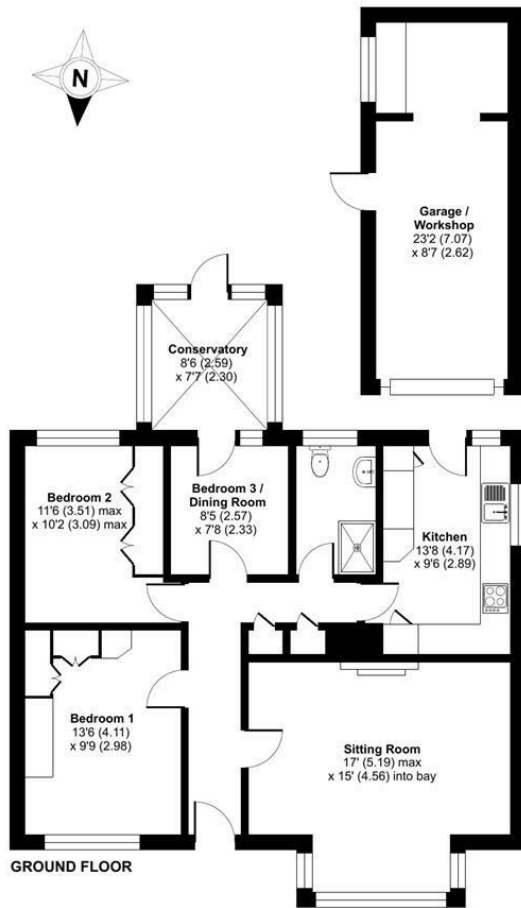 N
Garage /
Workshop
23'2 (7.07)
x 8'7 (2.62)
Conservatory
8'6 (2.59)
x 7'7 (2.30)
Bedroom 2
11'6 (3.51) max
x 10'2 (3.09) max
Bedroom 3 /
Dining Room
8'5 (2.57)
x 7'8 (2.33)
Kitchen
13'8 (4.17)
x 9'6 (2.89)
Bedroom 1
13'6 (4.11)
x 9'9 (2.98)
Sitting Room
17' (5.19) max
x 15' (4.56) into bay
GROUND FLOOR